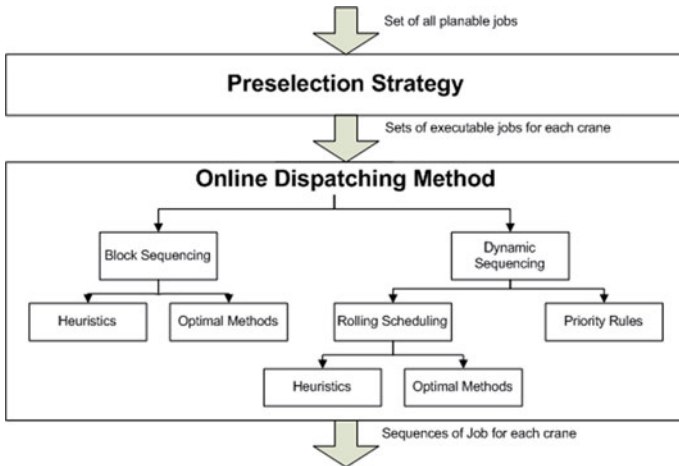 Set of all planable jobs
Preselection Strategy
Sets of executable jobs for each crane
Online Dispatching Method
Block Sequencing
Dynamic
Sequencing
Heuristics
Optimal Methods
Rolling Scheduling
Priority Rules
Heuristics
Optimal Methods
Sequences of Job for each crane